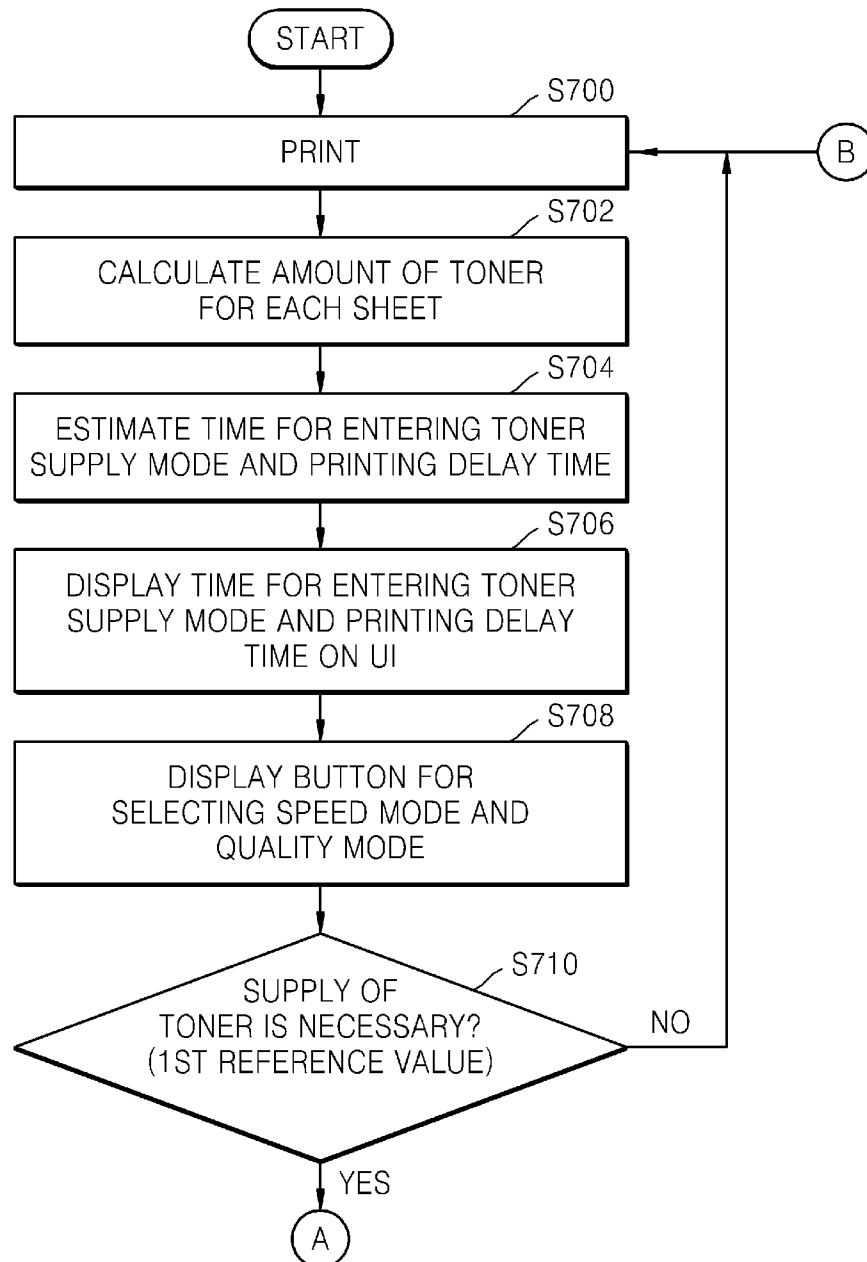 START
S700
PRINT
B
S702
CALCULATE AMOUNT OF TONER
FOR EACH SHEET
S704
ESTIMATE TIME FOR ENTERING TONER
SUPPLY MODE AND PRINTING DELAY TIME
S706
DISPLAY TIME FOR ENTERING TONER
SUPPLY MODE AND PRINTING DELAY
TIME ON UI
S708
DISPLAY BUTTON FOR
SELECTING SPEED MODE AND
QUALITY MODE
S710
SUPPLY OF
TONER IS NECESSARY?
(1ST REFERENCE VALUE)
NO
YES
A